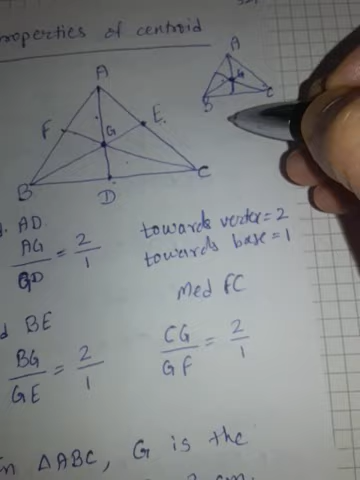 properties of centroid
A
F
E.
G
B
D
C
A
G
B
C
d. AD
AG/GD = 2/1
towards vertex = 2
towards base = 1
Med FC
d BE
BG/GE = 2/1
CG/GF = 2/1
In ΔABC, G is the
cm.